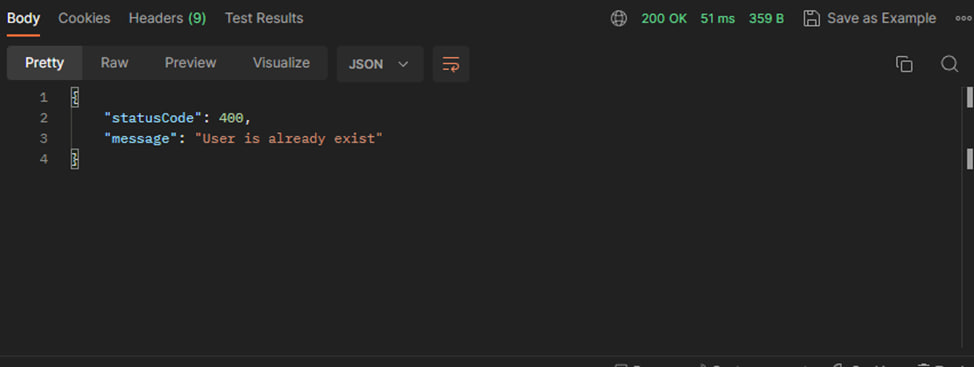 Body Cookies Headers (9) Test Results 200 OK 51 ms 359 B Save as Example
Pretty Raw Preview Visualize JSON
1 {
2 "statusCode": 400,
3 "message": "User is already exist"
4 }